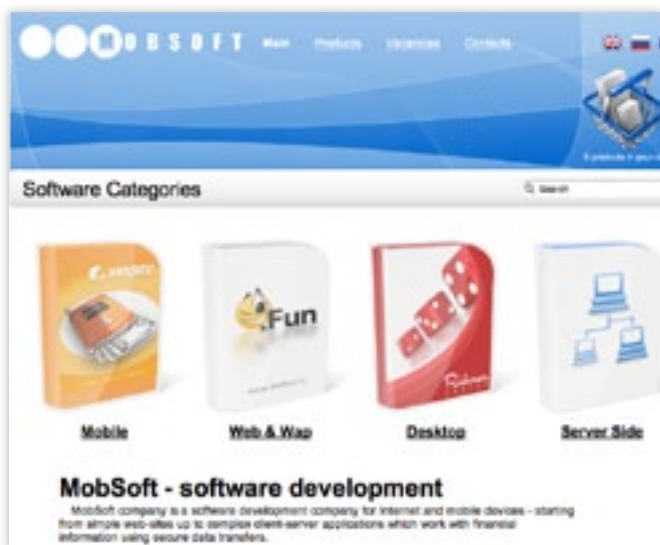 MOBSOFT Main Products Vacancies Contacts
Software Categories Search
Fun
Mobile Web & Wap Desktop Server Side
MobSoft - software development
MobSoft company is a software development company for Internet and mobile devices - starting
from simple web-sites up to complex client-server applications which work with financial
information using secure data transfers.